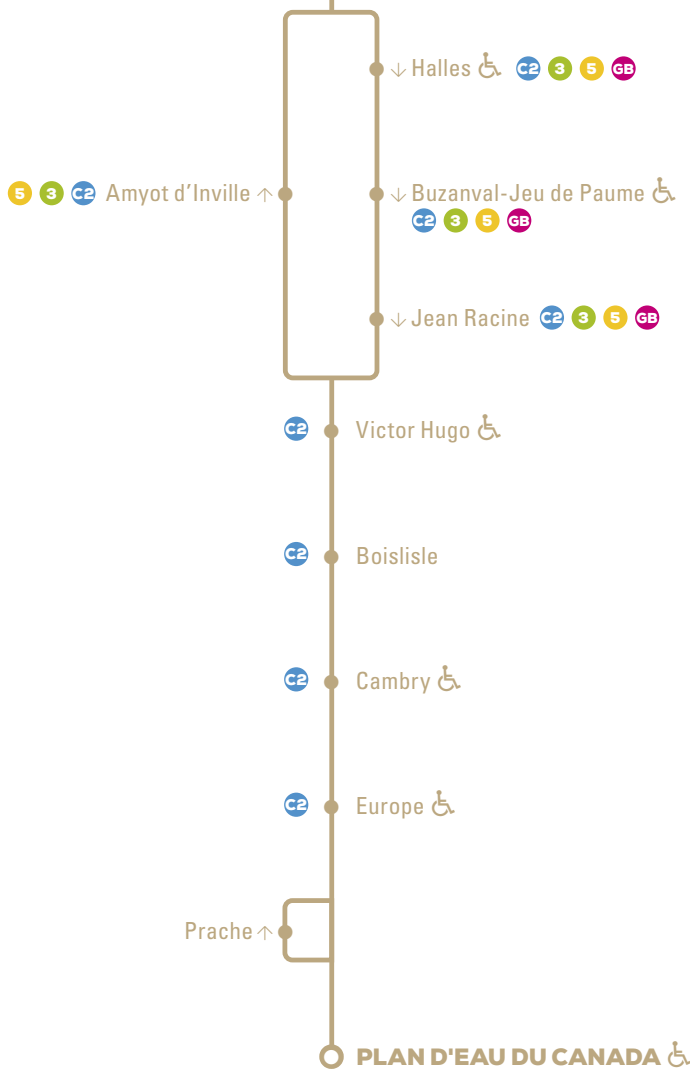 ↓ Halles C2 3 5 GB
5 3 C2 Amyot d'Inville ↑
↓ Buzanval-Jeu de Paume
C2 3 5 GB
↓ Jean Racine C2 3 5 GB
C2 Victor Hugo
C2 Boislisle
C2 Cambry
C2 Europe
Prache ↑
PLAN D'EAU DU CANADA